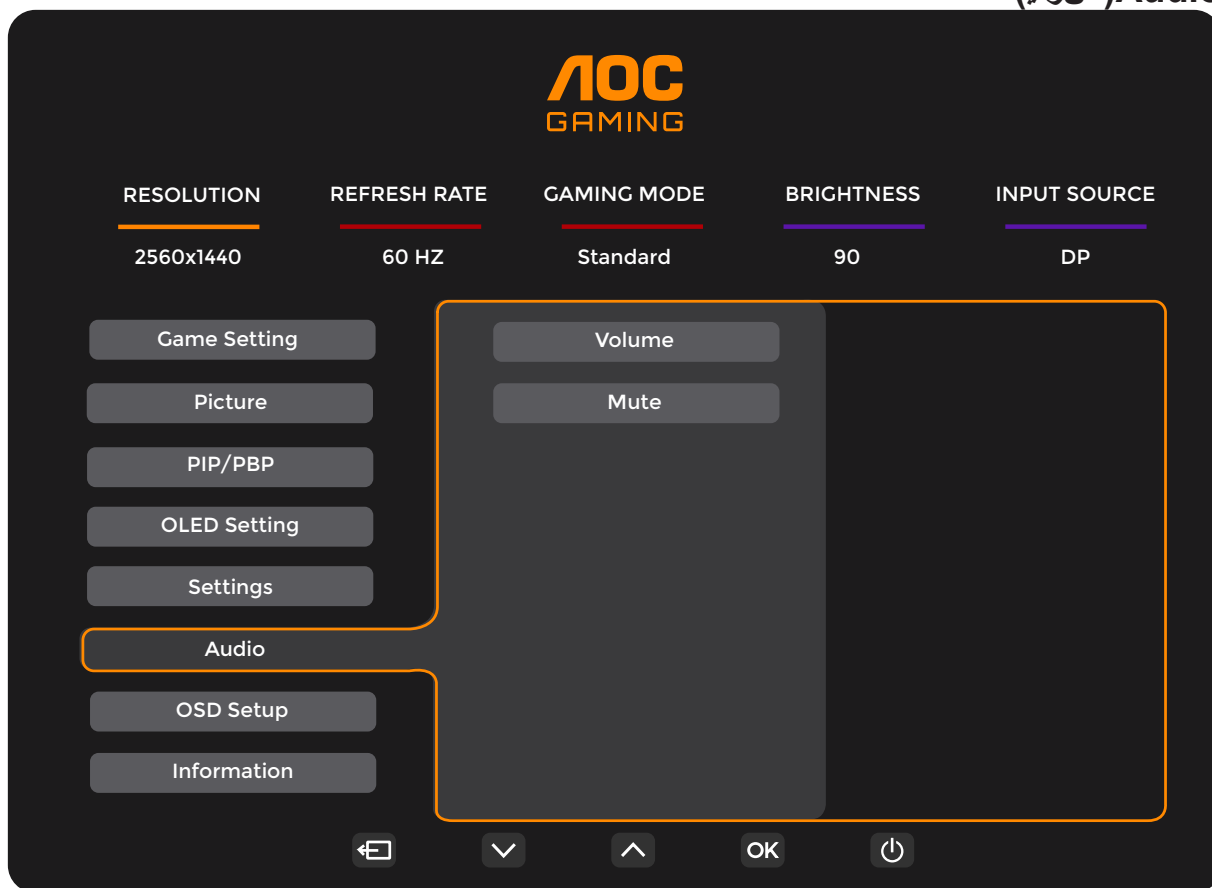 AOC
GAMING
RESOLUTION REFRESH RATE GAMING MODE BRIGHTNESS INPUT SOURCE
2560x1440 60 HZ Standard 90 DP
Game Setting
Volume
Picture
Mute
PIP/PBP
OLED Setting
Settings
Audio
OSD Setup
Information
OK